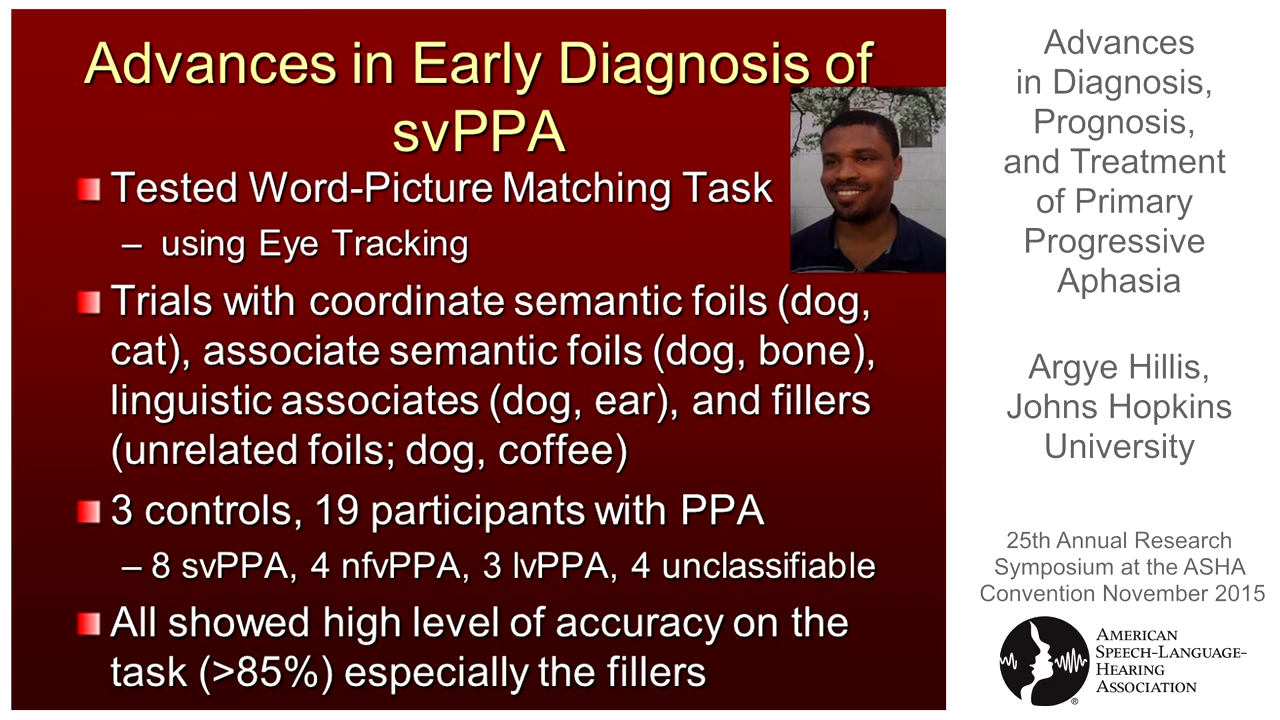 Advances in Early Diagnosis of
svPPA
Tested Word-Picture Matching Task
– using Eye Tracking
Trials with coordinate semantic foils (dog,
cat), associate semantic foils (dog, bone),
linguistic associates (dog, ear), and fillers
(unrelated foils; dog, coffee)
3 controls, 19 participants with PPA
– 8 svPPA, 4 nfvPPA, 3 lvPPA, 4 unclassifiable
All showed high level of accuracy on the
task (>85%) especially the fillers
Advances
in Diagnosis,
Prognosis,
and Treatment
of Primary
Progressive
Aphasia
Argye Hillis,
Johns Hopkins
University
25th Annual Research
Symposium at the ASHA
Convention November 2015
AMERICAN
SPEECH-LANGUAGE-
HEARING
ASSOCIATION
®